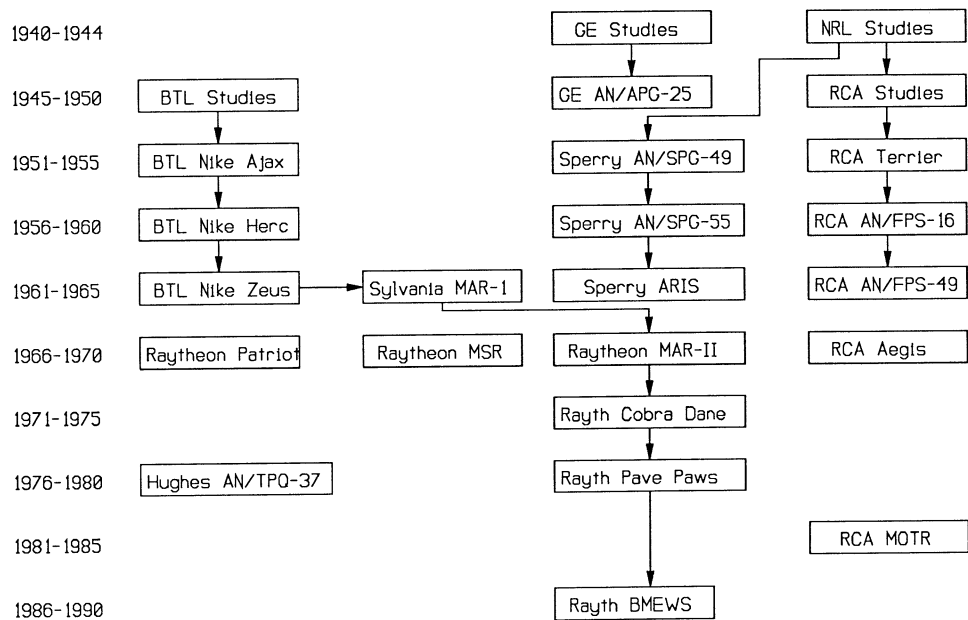 1940-1944 GE Studies NRL Studies
1945-1950 BTL Studies GE AN/APG-25 RCA Studies
1951-1955 BTL Nike Ajax Sperry AN/SPG-49 RCA Terrier
1956-1960 BTL Nike Herc Sperry AN/SPG-55 RCA AN/FPS-16
1961-1965 BTL Nike Zeus Sylvania MAR-1 Sperry ARIS RCA AN/FPS-49
1966-1970 Raytheon Patriot Raytheon MSR Raytheon MAR-II RCA Aegis
1971-1975 Rayth Cobra Dane
1976-1980 Hughes AN/TPQ-37 Rayth Pave Paws
1981-1985 RCA MOTR
1986-1990 Rayth BMEWS